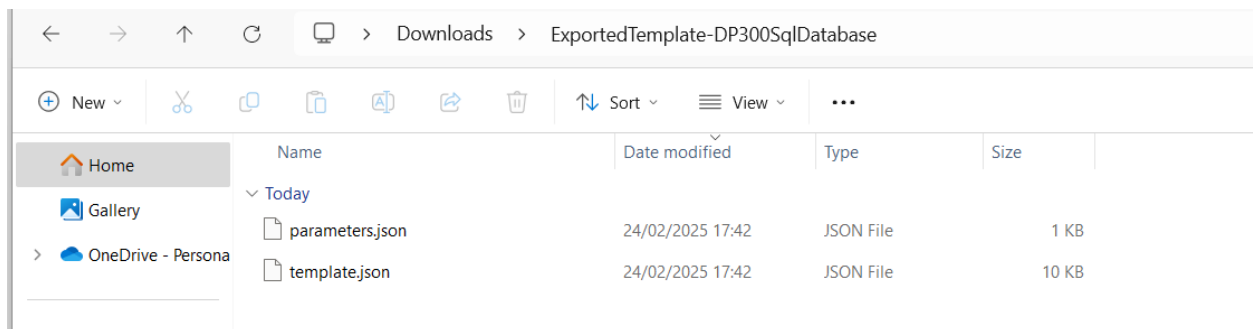 Downloads > ExportedTemplate-DP300SqlDatabase
New Sort View
Home
Gallery
OneDrive - Persona
Name Date modified Type Size
Today
parameters.json 24/02/2025 17:42 JSON File 1 KB
template.json 24/02/2025 17:42 JSON File 10 KB